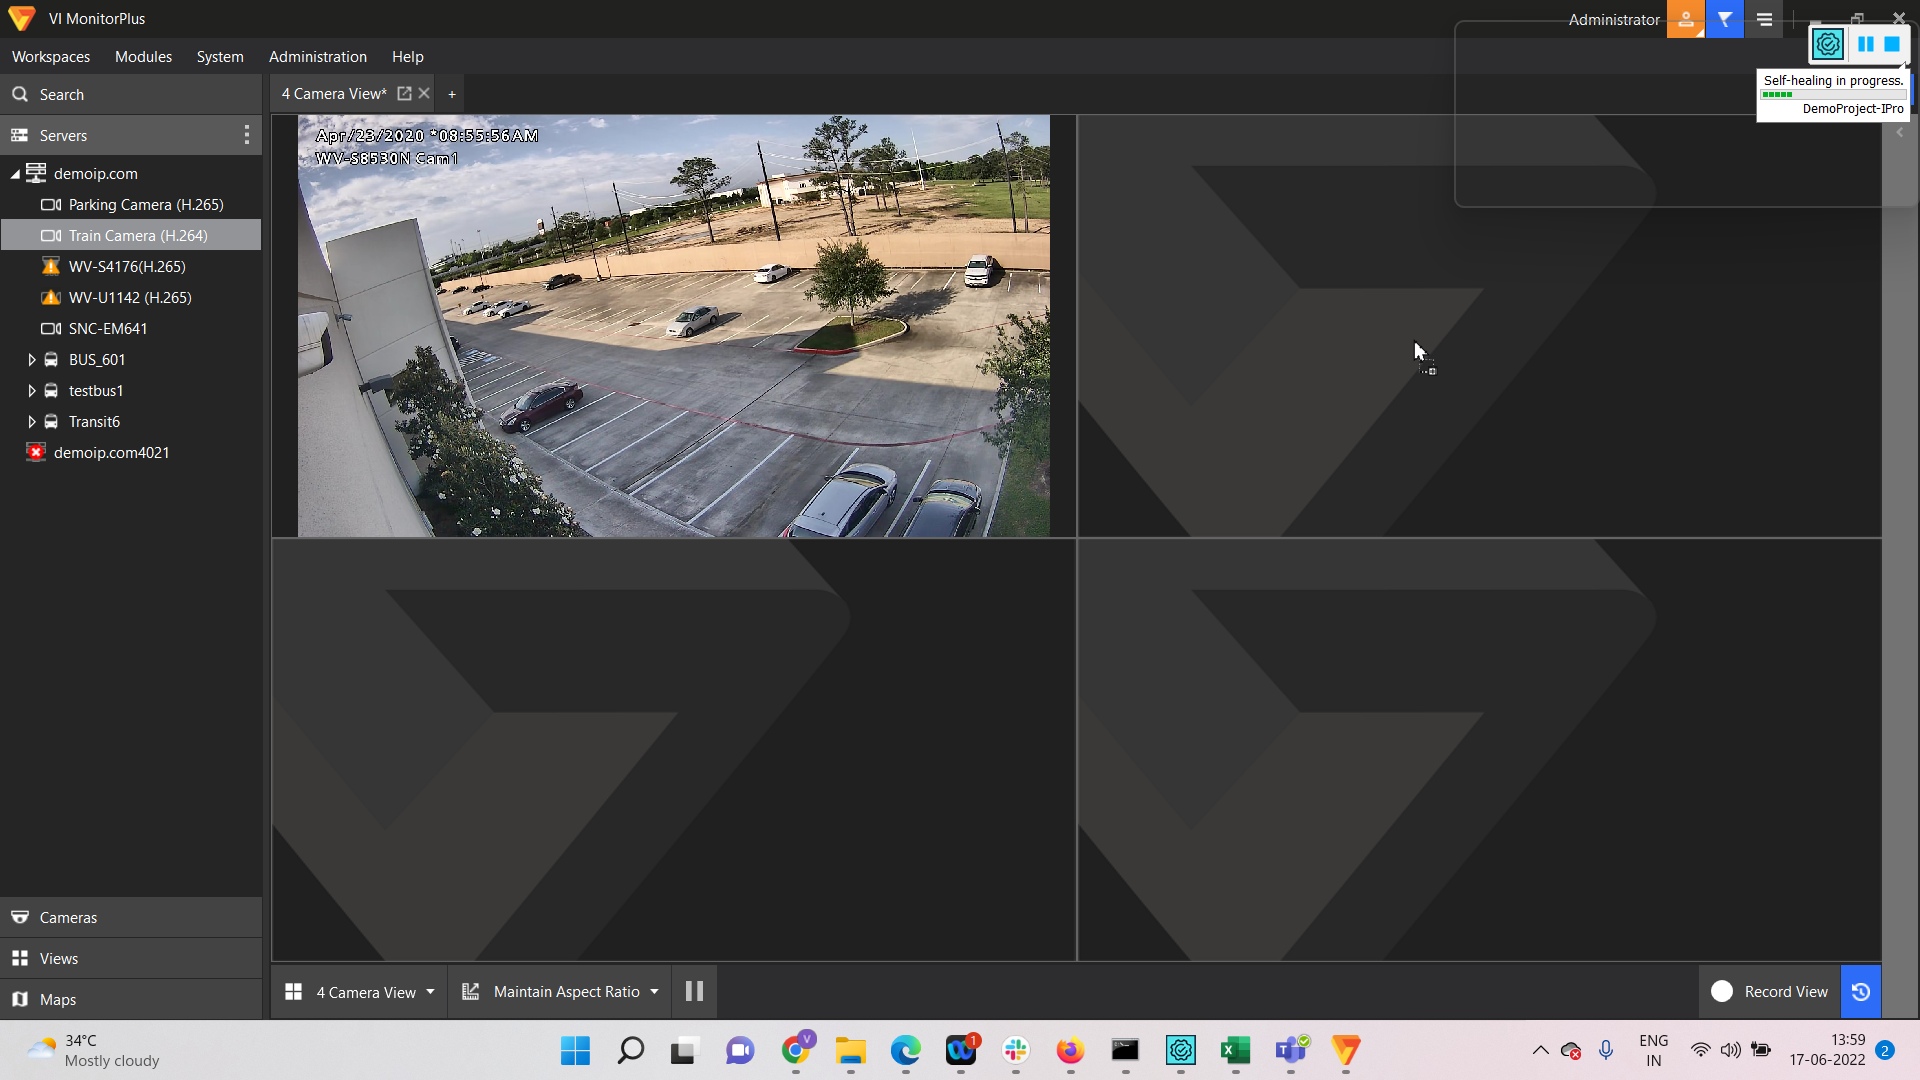 VI MonitorPlus
Administrator
Workspaces Modules System Administration Help
Self-healing in progress.
DemoProject-IPro
Search
4 Camera View*
+
Servers
demoip.com
Parking Camera (H.265)
Train Camera (H.264)
WV-S4176(H.265)
WV-U1142 (H.265)
SNC-EM641
BUS_601
testbus1
Transit6
demoip.com4021
Apr/23/2020 *08:55:56AM
WV-S8530N Cam1
Cameras
Views
Maps
4 Camera View
Maintain Aspect Ratio
Record View
34°C
Mostly cloudy
V
1
ENG
IN
13:59
17-06-2022
2